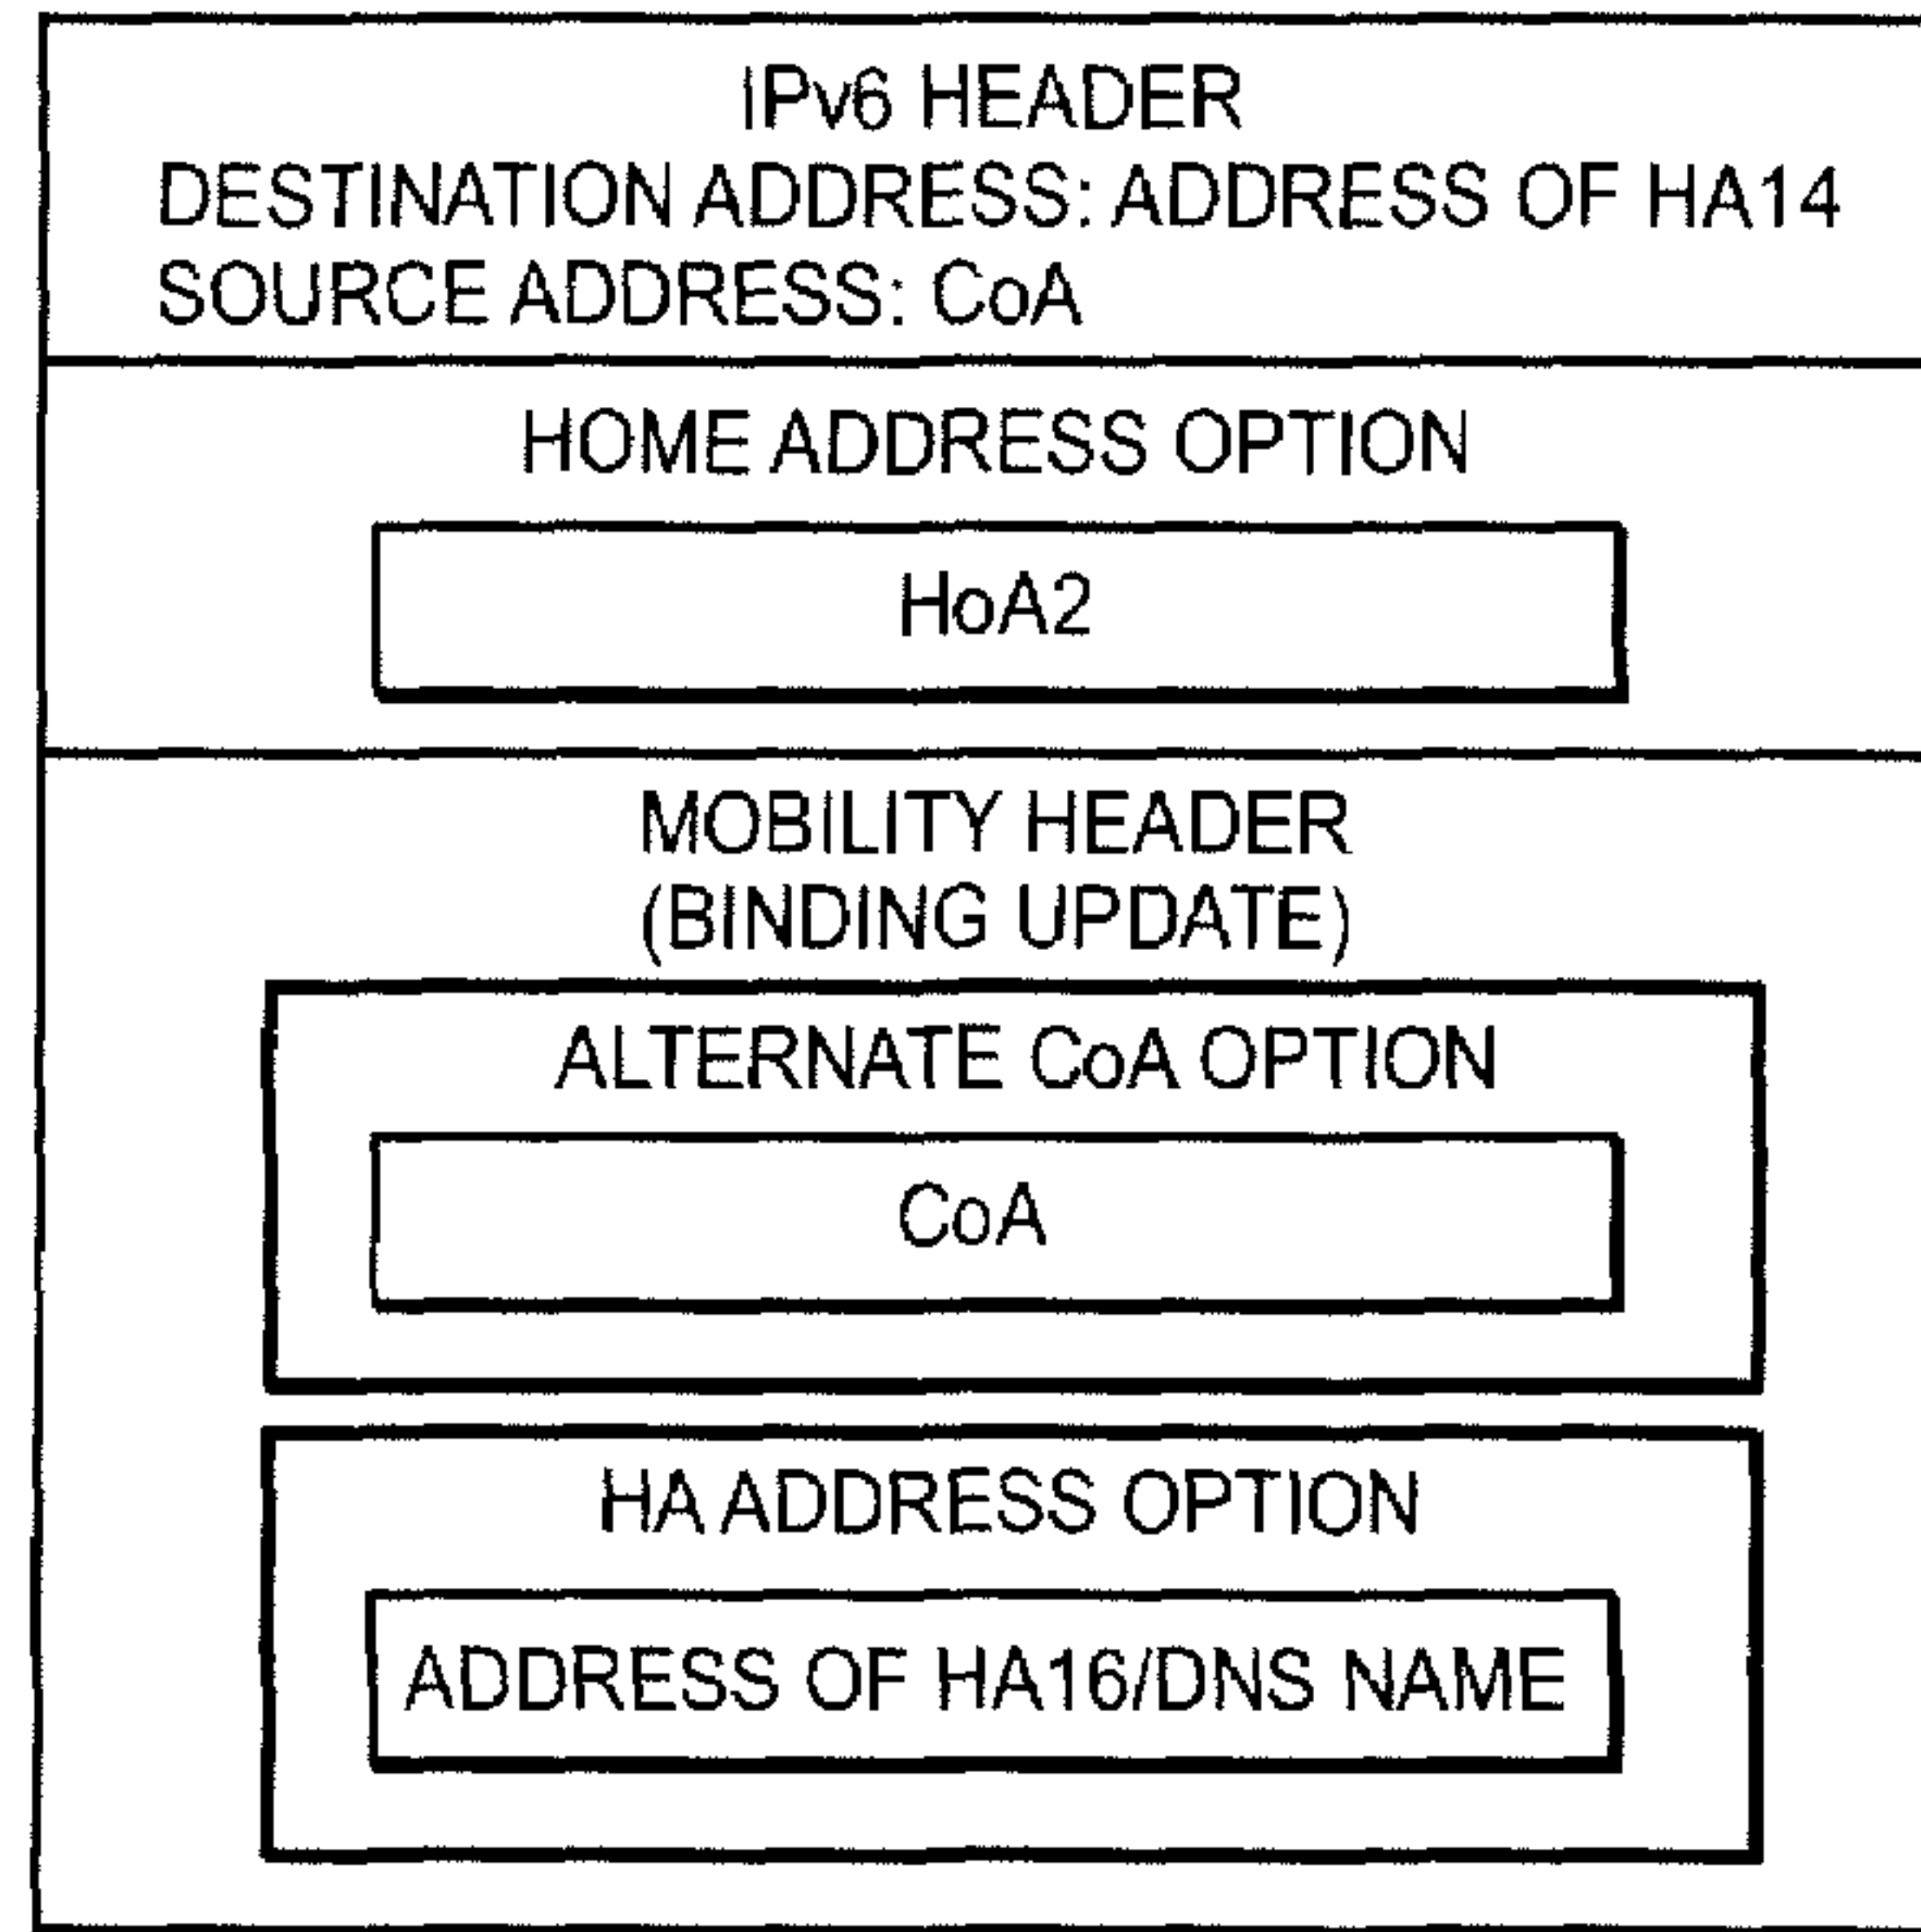 IPv6 HEADER
DESTINATION ADDRESS: ADDRESS OF HA14
SOURCE ADDRESS: CoA
HOME ADDRESS OPTION
HoA2
MOBILITY HEADER
(BINDING UPDATE)
ALTERNATE CoA OPTION
CoA
HA ADDRESS OPTION
ADDRESS OF HA16/DNS NAME